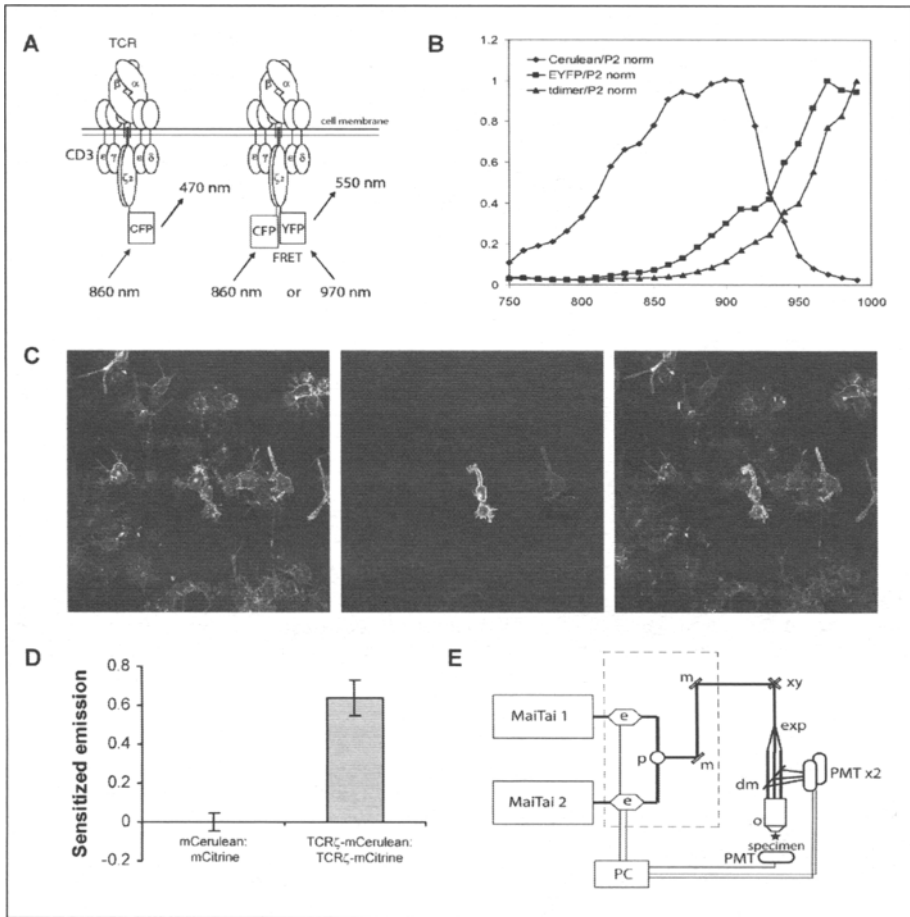 A
TCR
β α
cell membrane
CD3
ε γ ε δ ε γ ε δ
ζ2 ζ2
470 nm
550 nm
CFP
CFP YFP
FRET
860 nm
860 nm or 970 nm
B
1.2
1
0.8
0.6
0.4
0.2
0
750 800 850 900 950 1000
Cerulean/P2 norm
EYFP/P2 norm
tdimer/P2 norm
C
D
Sensitized emission
0.8
0.6
0.4
0.2
0
-0.2
mCerulean:
mCitrine
TCRζ-mCerulean:
TCRζ-mCitrine
E
MaiTai 1
MaiTai 2
e
e
p
m
m
xy
exp
dm
PMT x2
o
specimen
PMT
PC